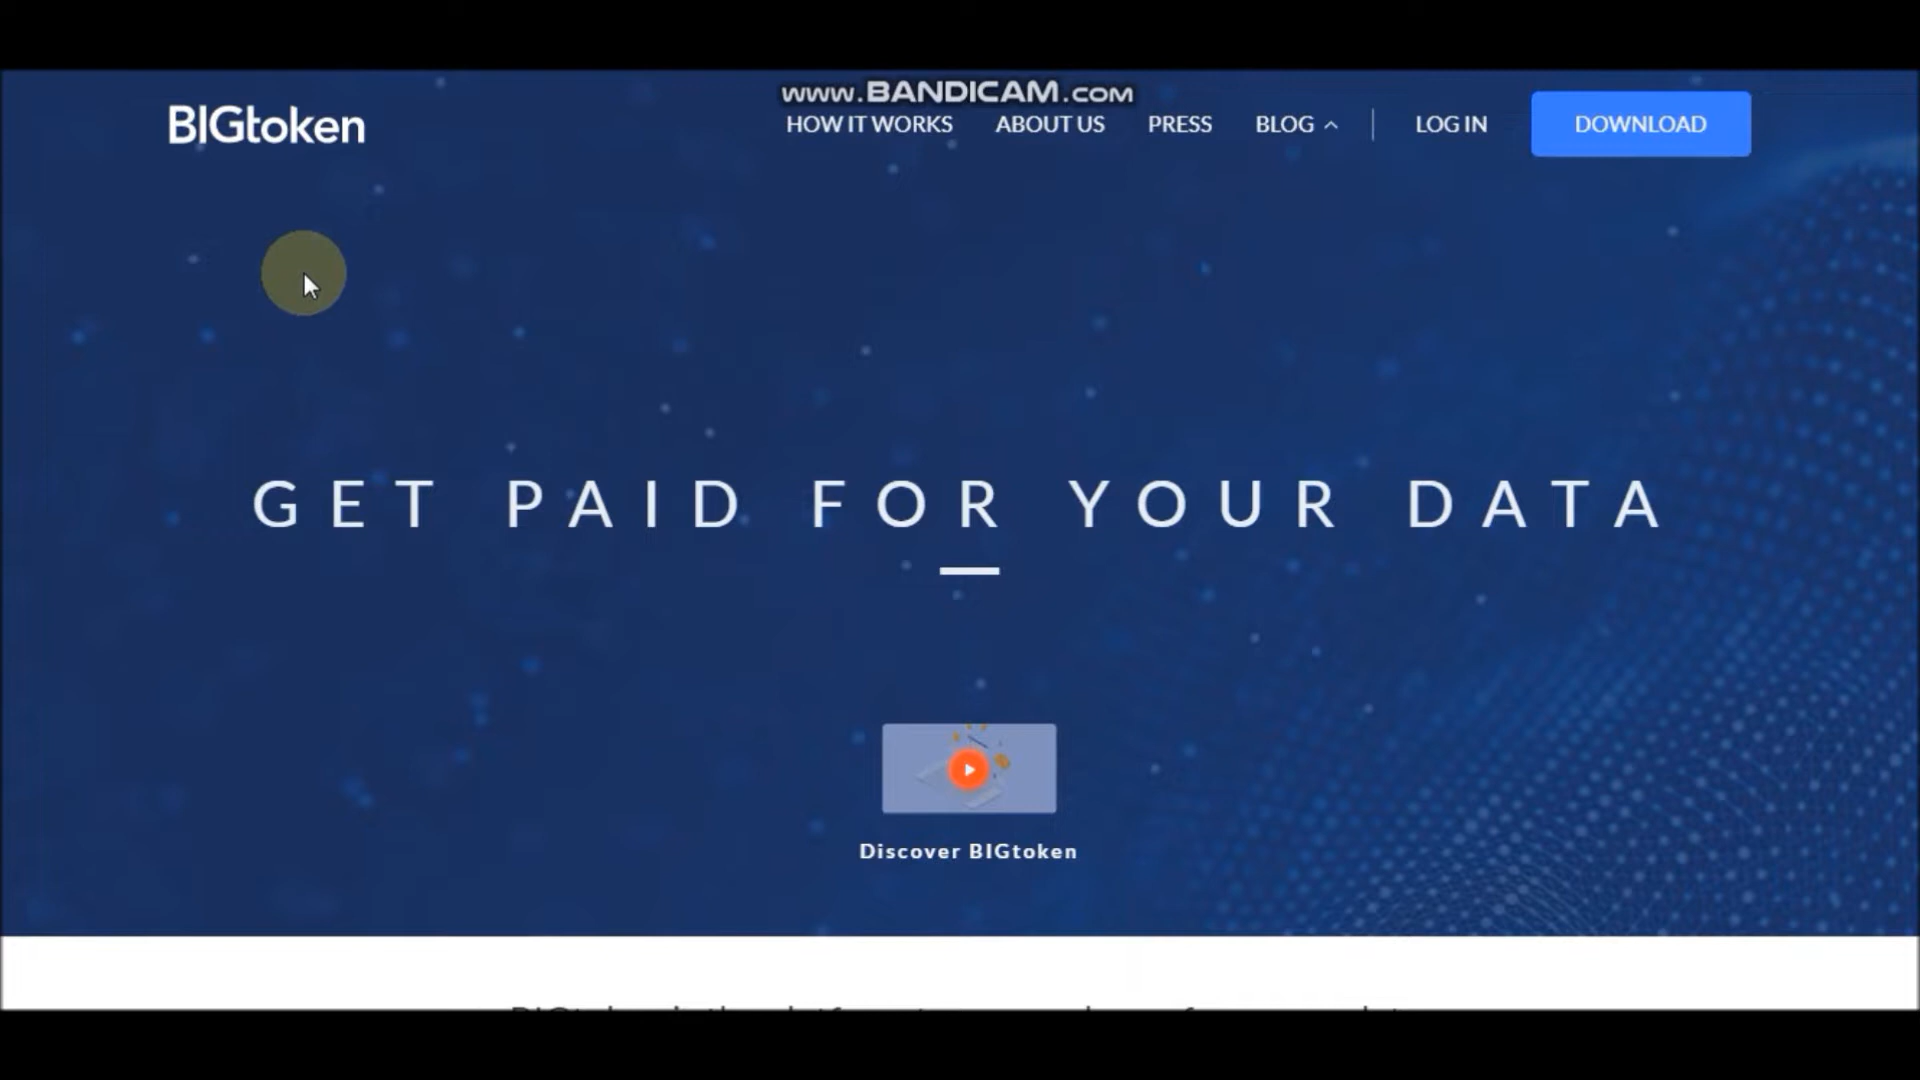 www.BANDICAM.com
BIGtoken
HOW IT WORKS
ABOUT US
PRESS
BLOG
LOG IN
DOWNLOAD
GET PAID FOR YOUR DATA
Discover BIGtoken